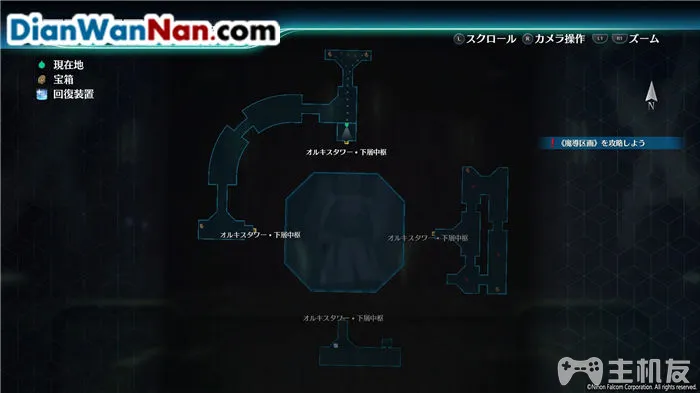 DianWanNan.com
L スクロール R カメラ操作 L1 R1 ズーム
現在地
宝箱
回復装置
N
! 《魔導区画》を攻略しよう
オルキスタワー・下層中枢
オルキスタワー・下層中枢
オルキスタワー・下層中枢
オルキスタワー・下層中枢
主机友
©Nihon Falcom Corporation. All rights reserved.